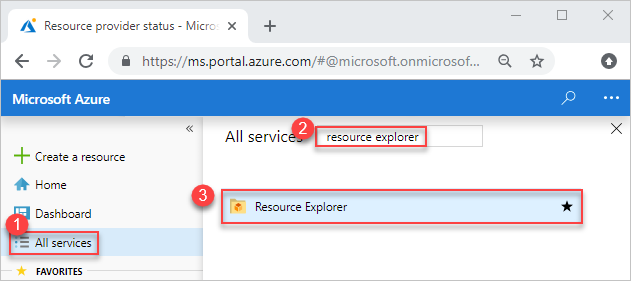 Resource provider status - Micros
https://ms.portal.azure.com/#@microsoft.onmicrosof...
Microsoft Azure
All services
2
resource explorer
Create a resource
Home
3
Resource Explorer
Dashboard
1
All services
FAVORITES